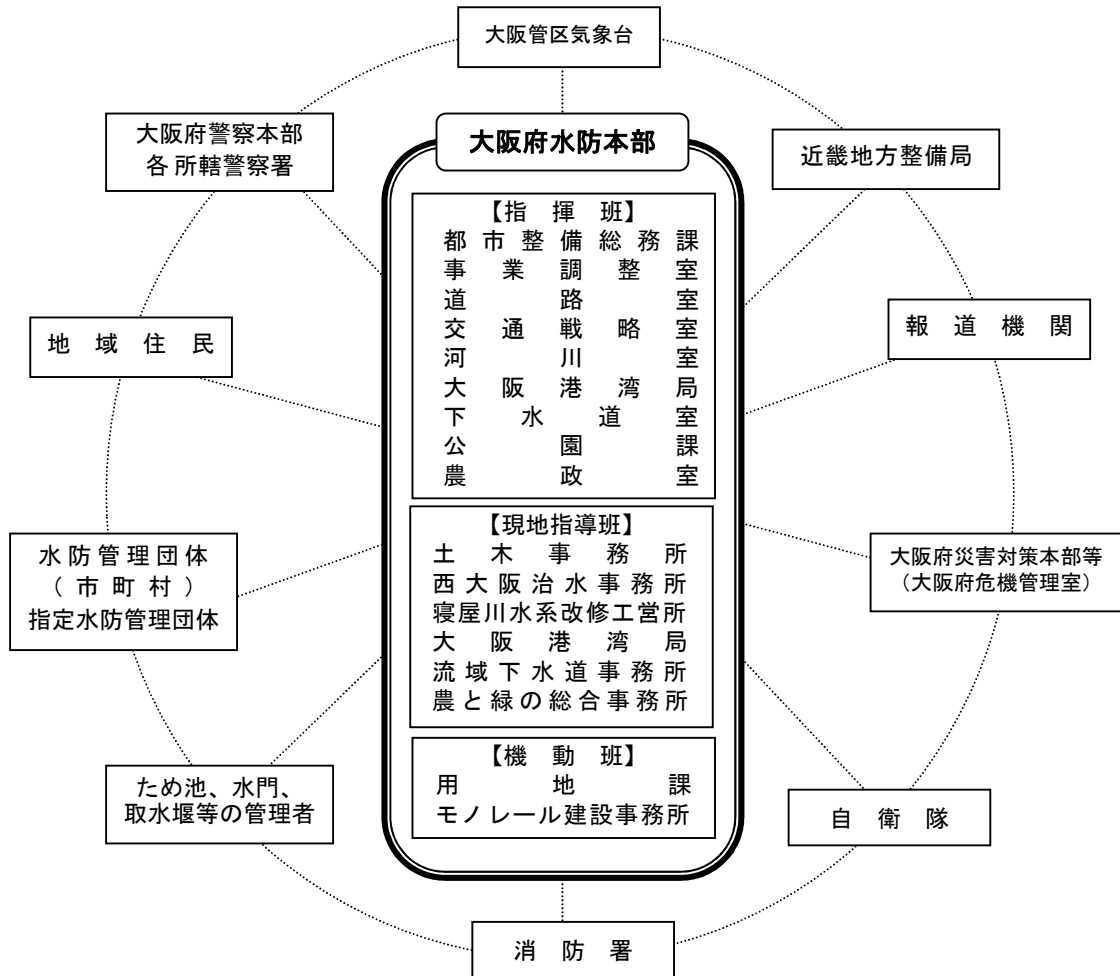 大阪管区気象台
大阪府警察本部
各所轄警察署
大阪府水防本部
近畿地方整備局
【指揮班】
都市整備総務課
事業調整室
道路室
交通戦略室
河川室
大阪港湾局
下水道室
公園課
農政室
地域住民
報道機関
【現地指導班】
土木事務所
西大阪治水事務所
寝屋川水系改修工営所
大阪港湾局
流域下水道事務所
農と緑の総合事務所
水防管理団体
(市町村)
指定水防管理団体
大阪府災害対策本部等
(大阪府危機管理室)
【機動班】
用地課
モノレール建設事務所
ため池、水門、
取水堰等の管理者
自衛隊
消防署